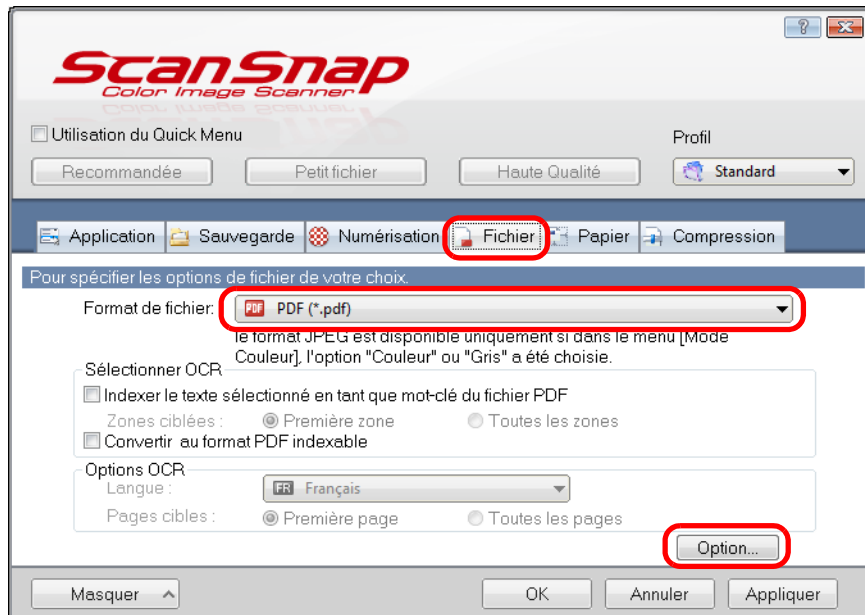 ScanSnap
Color Image Scanner
Utilisation du Quick Menu
Profil
Recommandée Petit fichier Haute Qualité Standard
Application Sauvegarde Numérisation Fichier Papier Compression
Pour spécifier les options de fichier de votre choix.
Format de fichier: PDF PDF (*.pdf)
le format JPEG est disponible uniquement si dans le menu [Mode
Couleur], l'option "Couleur" ou "Gris" a été choisie.
Sélectionner OCR
Indexer le texte sélectionné en tant que mot-clé du fichier PDF
Zones ciblées : Première zone Toutes les zones
Convertir au format PDF indexable
Options OCR
Langue : FR Français
Pages cibles : Première page Toutes les pages
Option...
Masquer OK Annuler Appliquer